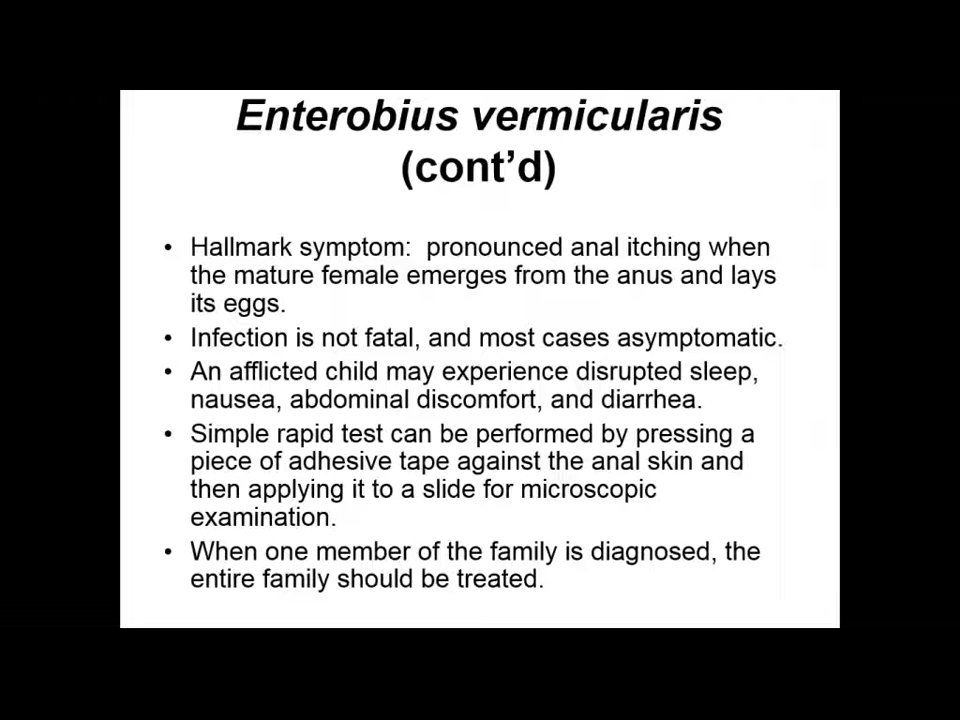 Enterobius vermicularis
(cont’d)
• Hallmark symptom:  pronounced anal itching when
the mature female emerges from the anus and lays
its eggs.
• Infection is not fatal, and most cases asymptomatic.
• An afflicted child may experience disrupted sleep,
nausea, abdominal discomfort, and diarrhea.
• Simple rapid test can be performed by pressing a
piece of adhesive tape against the anal skin and
then applying it to a slide for microscopic
examination.
• When one member of the family is diagnosed, the
entire family should be treated.